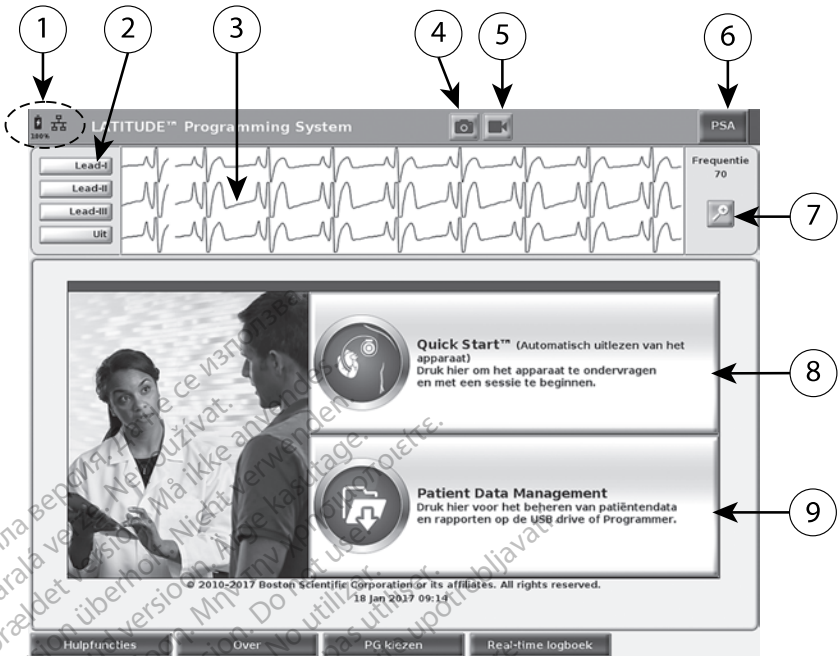 1
2
3
4
5
6
100%
LATITUDE™ Programming System
PSA
Lead-I
Lead-II
Lead-III
Uit
Frequentie
70
7
Quick Start™ (Automatisch uitlezen van het
apparaat)
Druk hier om het apparaat te ondervragen
en met een sessie te beginnen.
8
Patient Data Management
Druk hier voor het beheren van patiëntendata
en rapporten op de USB drive of Programmer.
9
© 2010-2017 Boston Scientific Corporation or its affiliates. All rights reserved.
18 Jan 2017 09:14
Hulpfuncties
Over
PG kiezen
Real-time logboek